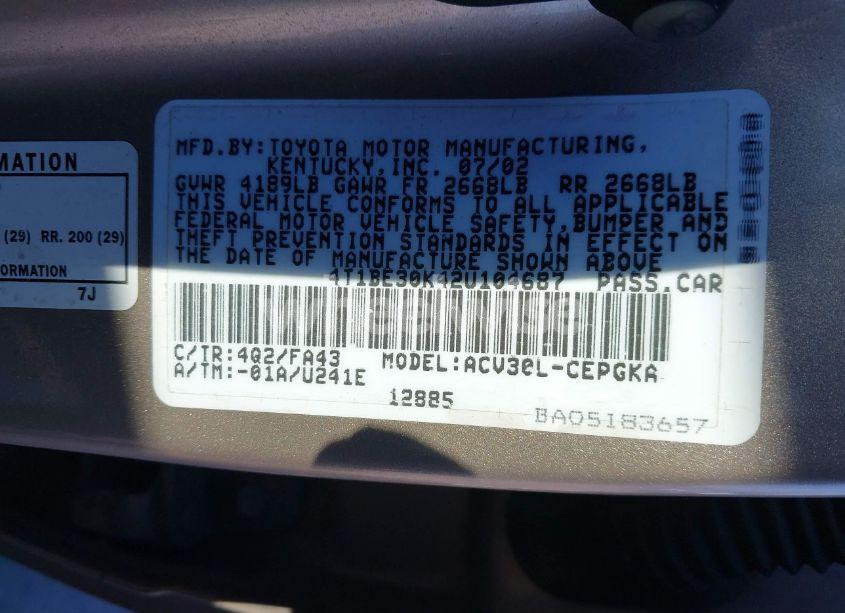 MATION
(29) RR. 200 (29)
FORMATION
7J
MFD.BY:TOYOTA MOTOR MANUFACTURING,
KENTUCKY,INC. 07/02
GVWR 4189LB GAWR FR 2668LB RR 2668LB
THIS VEHICLE CONFORMS TO ALL APPLICABLE
FEDERAL MOTOR VEHICLE SAFETY,BUMPER AND
THEFT PREVENTION STANDARDS IN EFFECT ON
THE DATE OF MANUFACTURE SHOWN ABOVE
4T1BE30K42U104687 PASS.CAR
C/TR:4Q2/FA43 MODEL:ACV30L-CEPGKA
A/TM:-01A/U241E
12885
BA05183657